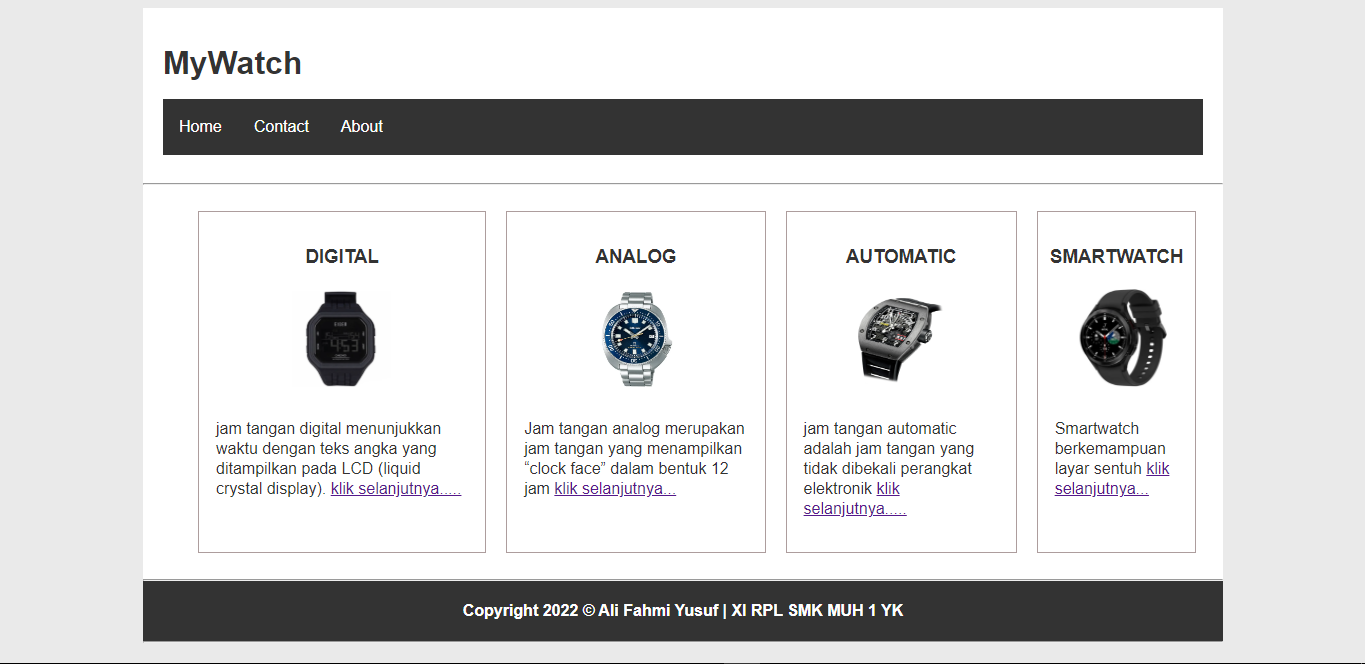 MyWatch
Home Contact About
DIGITAL
jam tangan digital menunjukkan
waktu dengan teks angka yang
ditampilkan pada LCD (liquid
crystal display). klik selanjutnya.....
ANALOG
Jam tangan analog merupakan
jam tangan yang menampilkan
“clock face” dalam bentuk 12
jam klik selanjutnya...
AUTOMATIC
jam tangan automatic
adalah jam tangan yang
tidak dibekali perangkat
elektronik klik
selanjutnya.....
SMARTWATCH
Smartwatch
berkemampuan
layar sentuh klik
selanjutnya...
Copyright 2022 © Ali Fahmi Yusuf | XI RPL SMK MUH 1 YK